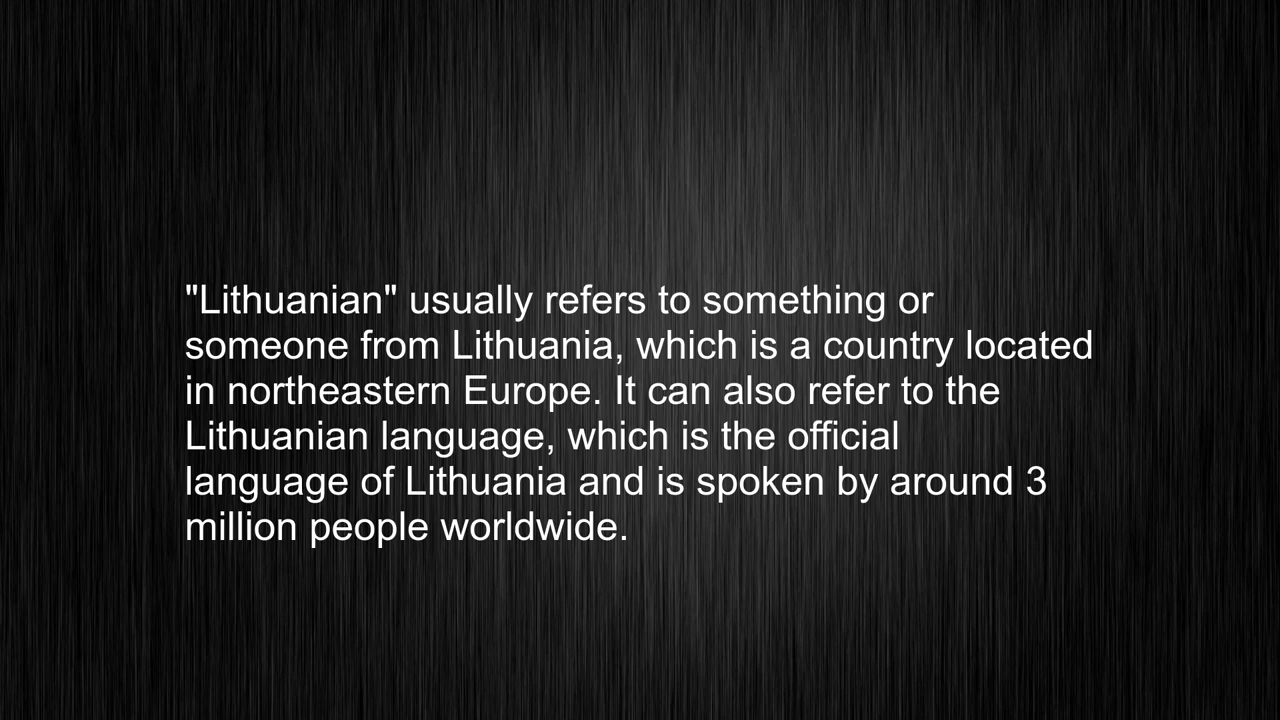 "Lithuanian" usually refers to something or
someone from Lithuania, which is a country located
in northeastern Europe. It can also refer to the
Lithuanian language, which is the official
language of Lithuania and is spoken by around 3
million people worldwide.